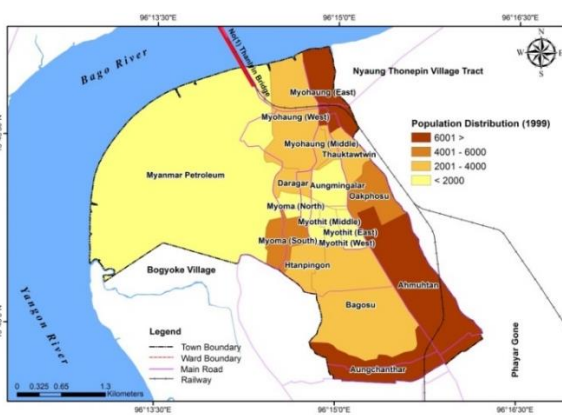 96°13'30"E
96°15'0"E
96°16'30"E
Bago River
No(1) Thanlyin Bridge
N
W
E
S
Nyaung Thonepin Village Tract
Myohaung (East)
Myohaung (West)
Population Distribution (1999)
6001 >
4001 - 6000
2001 - 4000
< 2000
Myohaung (Middle)
Thauktawtwin
Myanmar Petroleum
Daragar
Aungmingalar
Oakphosu
Myoma (North)
Myothit (Middle)
Myothit (East)
Myoma (South)
Myothit (West)
Htanpingon
Bogyoke Village
Ahmuhtan
Yangon River
Bagosu
Phayar Gone
Legend
Town Boundary
Ward Boundary
Main Road
Railway
Aungchanthar
0 0.325 0.65 1.3
Kilometers
96°13'30"E
96°15'0"E
96°16'30"E